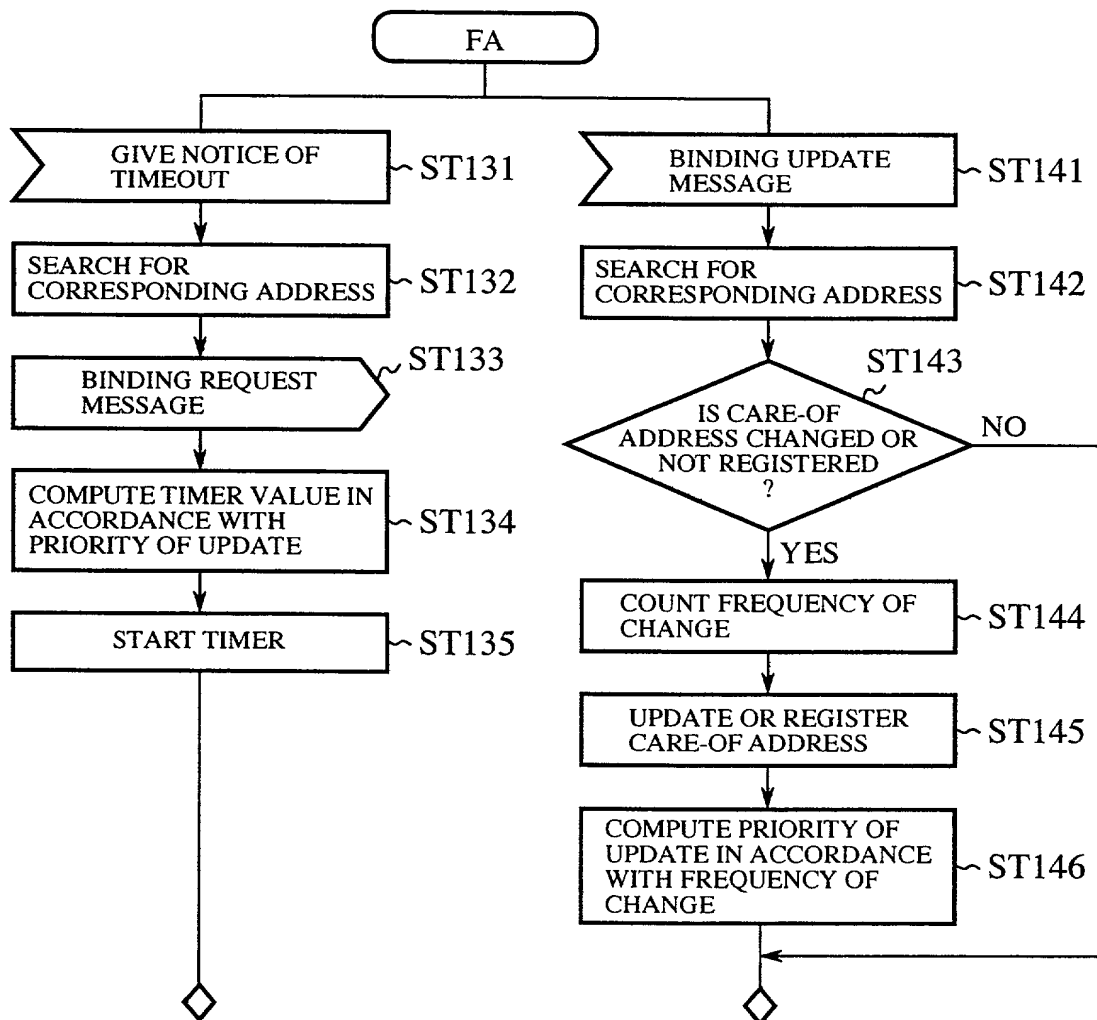 FA
GIVE NOTICE OF
TIMEOUT
ST131
SEARCH FOR
CORRESPONDING ADDRESS
ST132
BINDING REQUEST
MESSAGE
ST133
COMPUTE TIMER VALUE IN
ACCORDANCE WITH
PRIORITY OF UPDATE
ST134
START TIMER
ST135
BINDING UPDATE
MESSAGE
ST141
SEARCH FOR
CORRESPONDING ADDRESS
ST142
ST143
IS CARE-OF
ADDRESS CHANGED OR
NOT REGISTERED
?
NO
YES
COUNT FREQUENCY OF
CHANGE
ST144
UPDATE OR REGISTER
CARE-OF ADDRESS
ST145
COMPUTE PRIORITY OF
UPDATE IN ACCORDANCE
WITH FREQUENCY OF
CHANGE
ST146